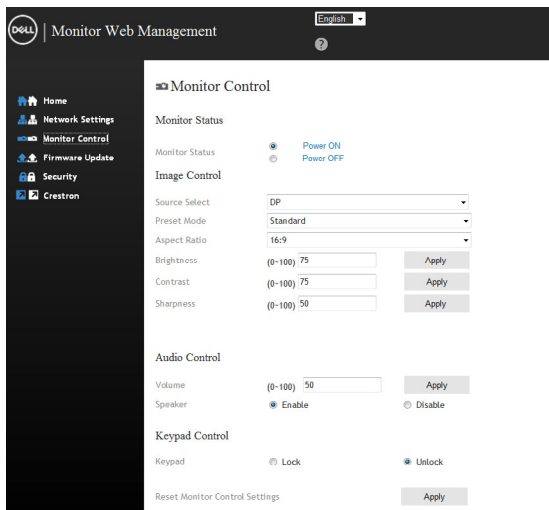 DELL Monitor Web Management
English
?
Home
Network Settings
Monitor Control
Firmware Update
Security
Crestron
Monitor Control
Monitor Status
Monitor Status Power ON
Power OFF
Image Control
Source Select DP
Preset Mode Standard
Aspect Ratio 16:9
Brightness (0~100) 75 Apply
Contrast (0~100) 75 Apply
Sharpness (0~100) 50 Apply
Audio Control
Volume (0~100) 50 Apply
Speaker Enable Disable
Keypad Control
Keypad Lock Unlock
Reset Monitor Control Settings Apply